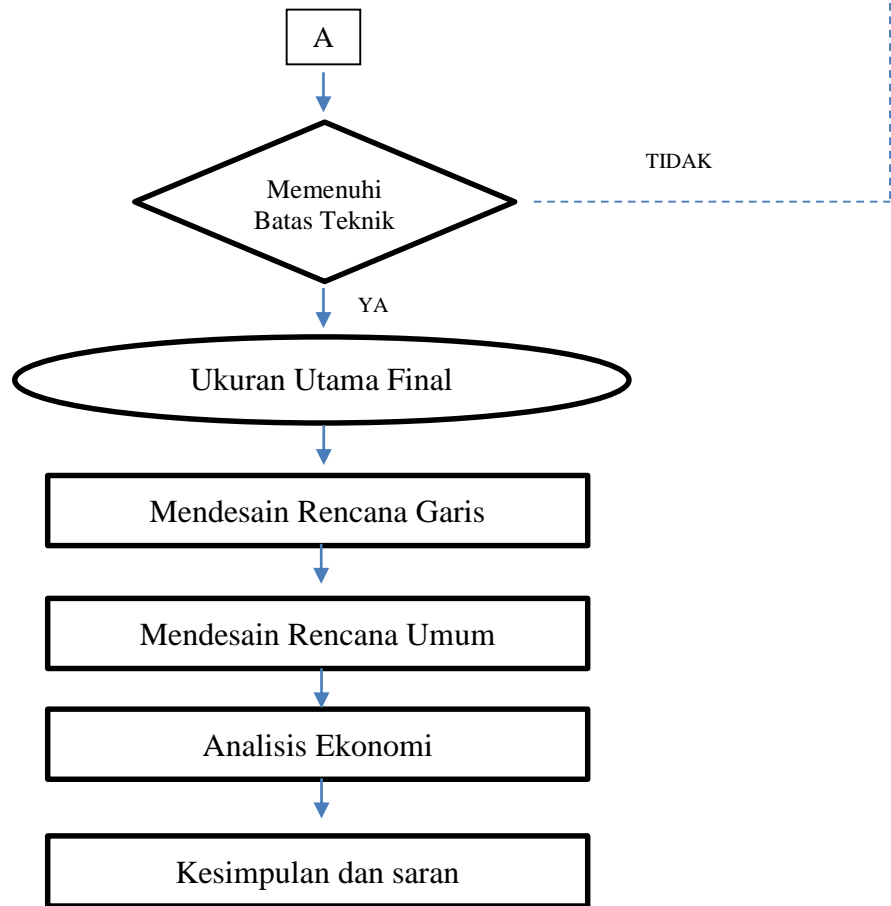 A
TIDAK
Memenuhi
Batas Teknik
YA
Ukuran Utama Final
Mendesain Rencana Garis
Mendesain Rencana Umum
Analisis Ekonomi
Kesimpulan dan saran